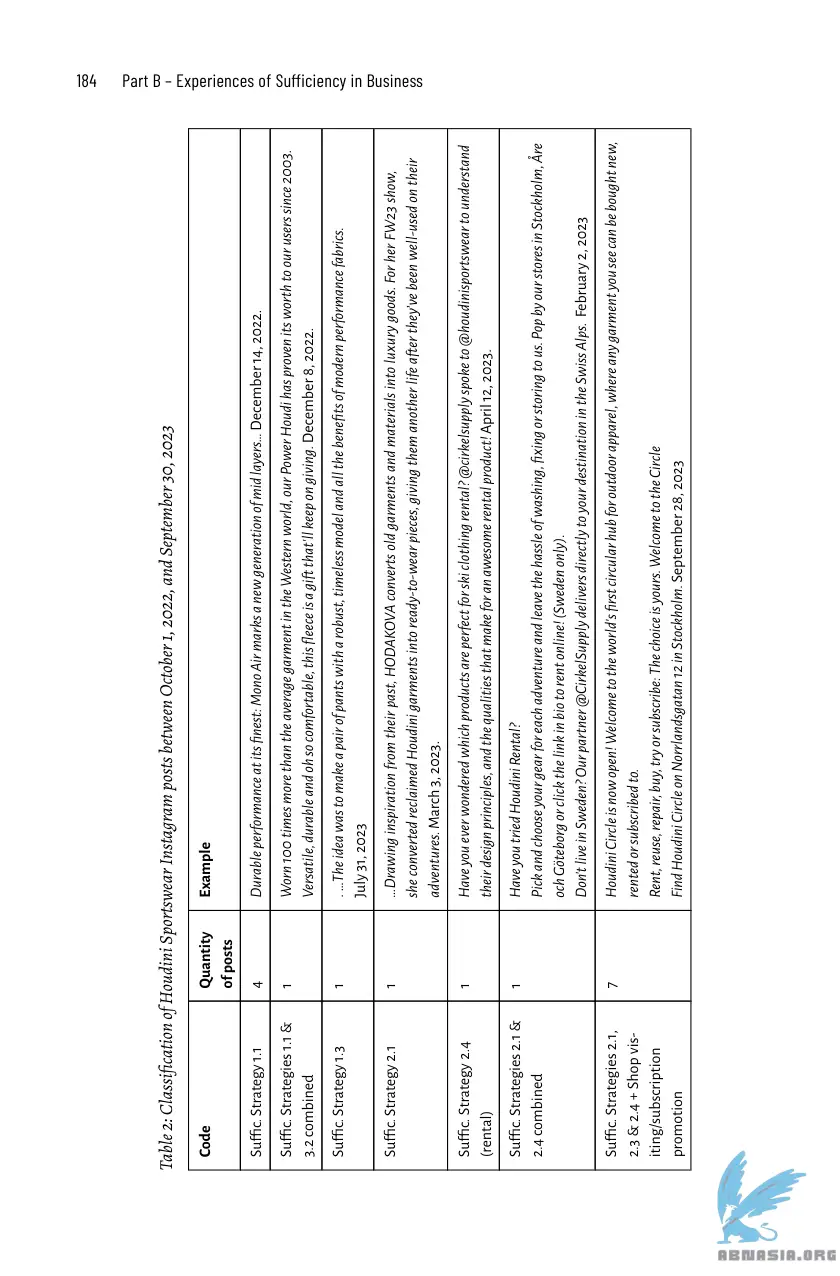 184 Part B – Experiences of Sufficiency in Business
Table 2: Classification of Houdini Sportswear Instagram posts between October 1, 2022, and September 30, 2023
Code
Quantity
of posts
Example
Suffic. Strategy 1.1
4
Durable performance at its finest: Mono Air marks a new generation of mid layers... December 14, 2022.
Suffic. Strategies 1.1 &
3.2 combined
1
Worn 100 times more than the average garment in the Western world, our Power Houdi has proven its worth to our users since 2003.
Versatile, durable and oh so comfortable, this fleece is a gift that'll keep on giving. December 8, 2022.
Suffic. Strategy 1.3
1
. ...The idea was to make a pair of pants with a robust, timeless model and all the benefits of modern performance fabrics.
July 31, 2023
Suffic. Strategy 2.1
1
...Drawing inspiration from their past, HODAKOVA converts old garments and materials into luxury goods. For her FW23 show,
she converted reclaimed Houdini garments into ready-to-wear pieces, giving them another life after they've been well-used on their
adventures. March 3, 2023.
Suffic. Strategy 2.4
(rental)
1
Have you ever wondered which products are perfect for ski clothing rental? @cirkelsupply spoke to @houdinisportswear to understand
their design principles, and the qualities that make for an awesome rental product! April 12, 2023.
Suffic. Strategies 2.1 &
2.4 combined
1
Have you tried Houdini Rental?
Pick and choose your gear for each adventure and leave the hassle of washing, fixing or storing to us. Pop by our stores in Stockholm, Åre
och Göteborg or click the link in bio to rent online! (Sweden only).
Don't live in Sweden? Our partner @CirkelSupply delivers directly to your destination in the Swiss Alps. February 2, 2023
Suffic. Strategies 2.1,
2.3 & 2.4 + Shop vis-
iting/subscription
promotion
7
Houdini Circle is now open! Welcome to the world's first circular hub for outdoor apparel, where any garment you see can be bought new,
rented or subscribed to.
Rent, reuse, repair, buy, try or subscribe: The choice is yours. Welcome to the Circle
Find Houdini Circle on Norrlandsgatan 12 in Stockholm. September 28, 2023
ABNASIA.ORG